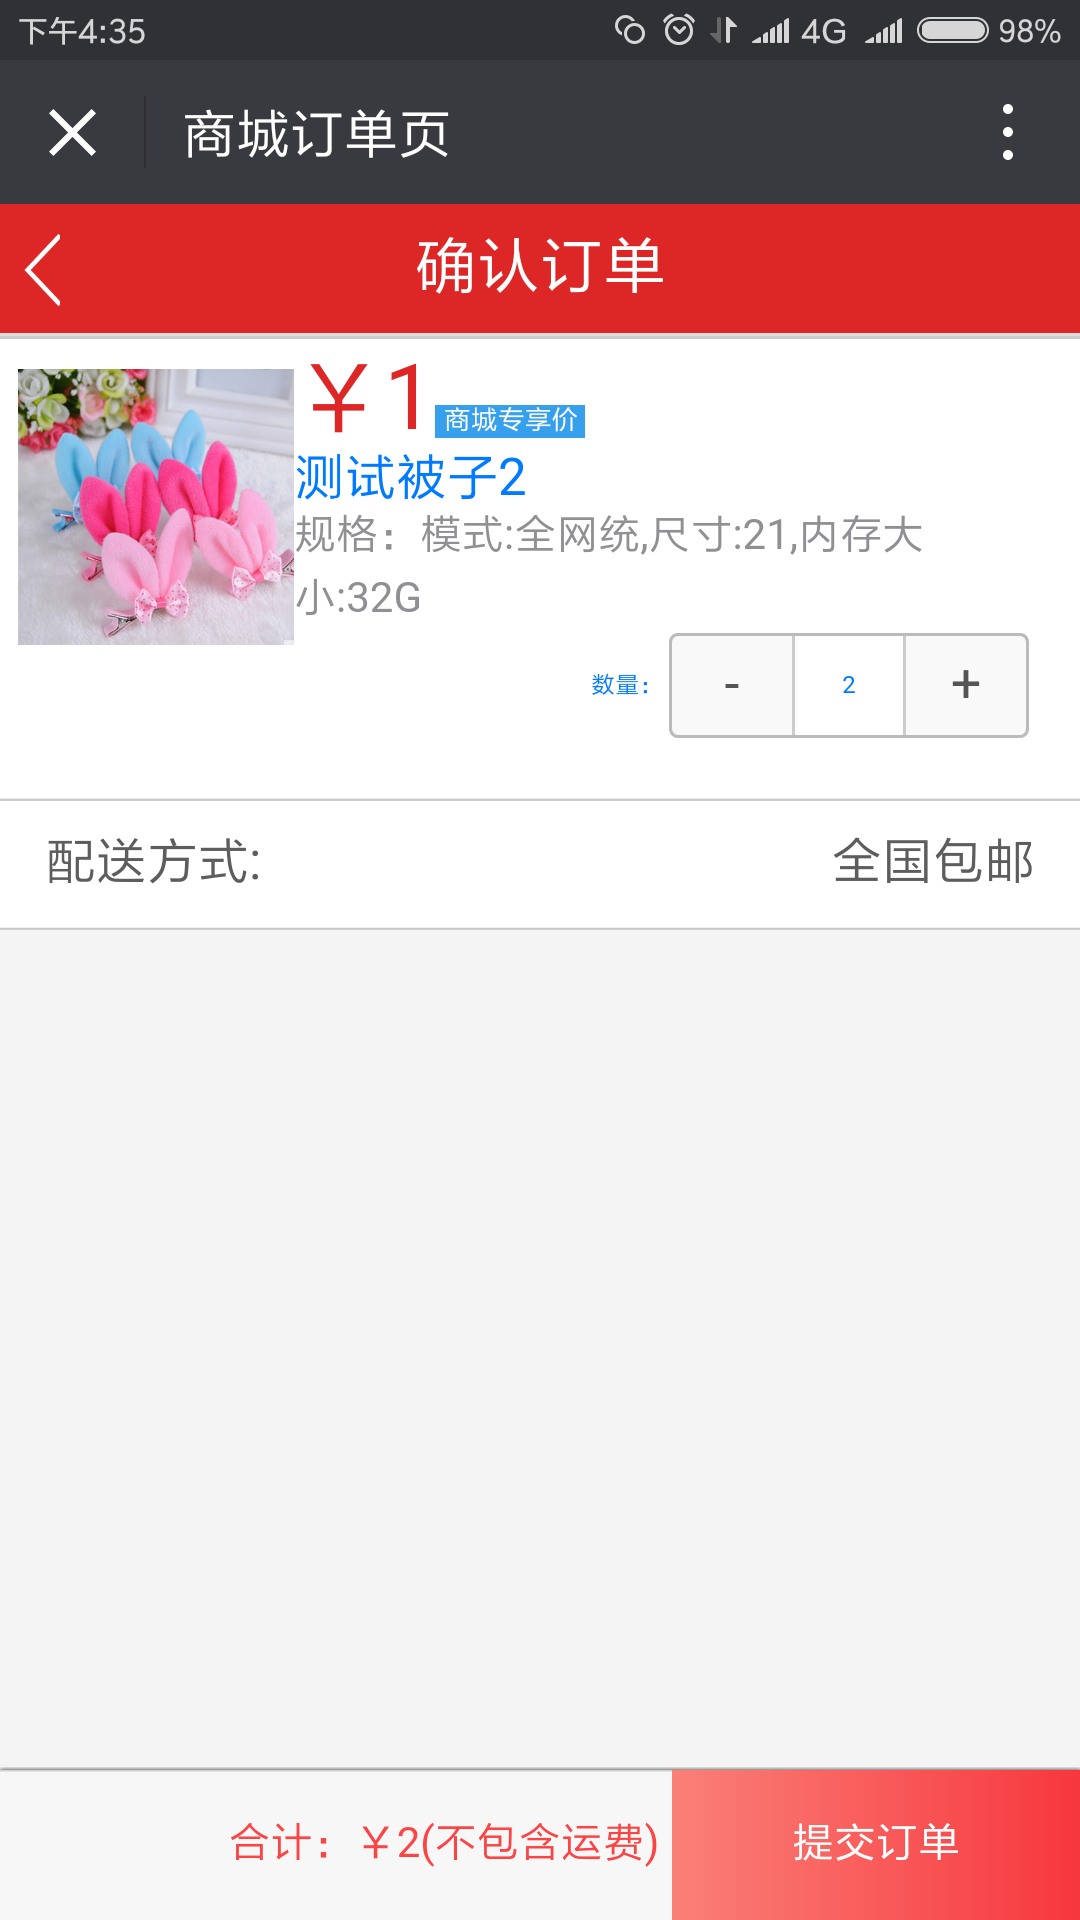 下午4:35 4G 98%
商城订单页
确认订单
￥1 商城专享价
测试被子2
规格：模式:全网统,尺寸:21,内存大
小:32G
数量： - 2 +
配送方式: 全国包邮
合计：￥2(不包含运费) 提交订单